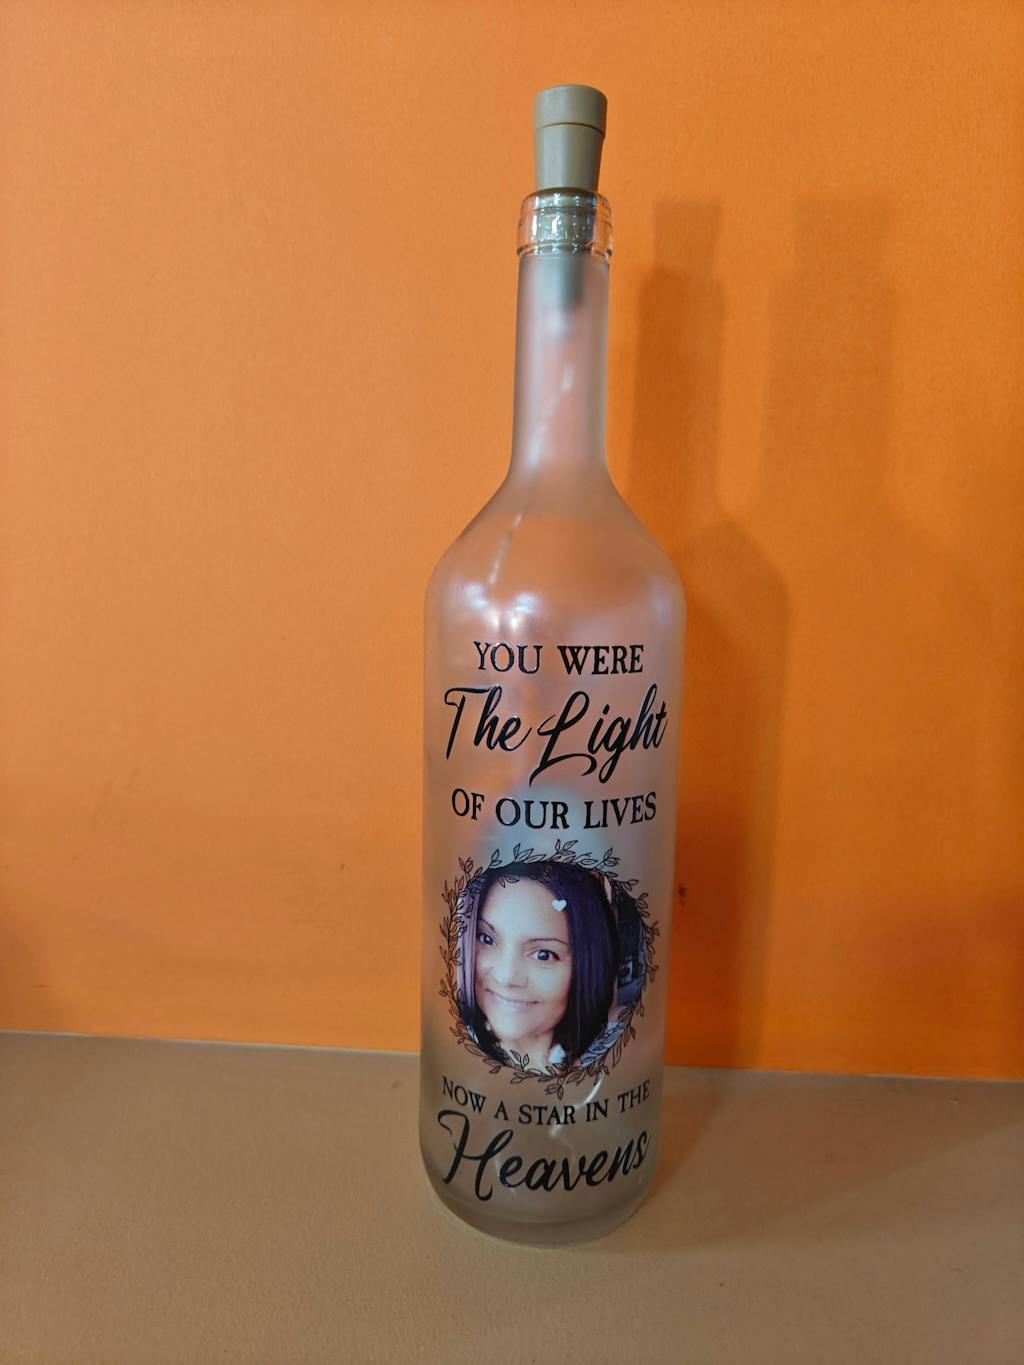 YOU WERE
The Light
OF OUR LIVES
NOW A STAR IN THE
Heavens